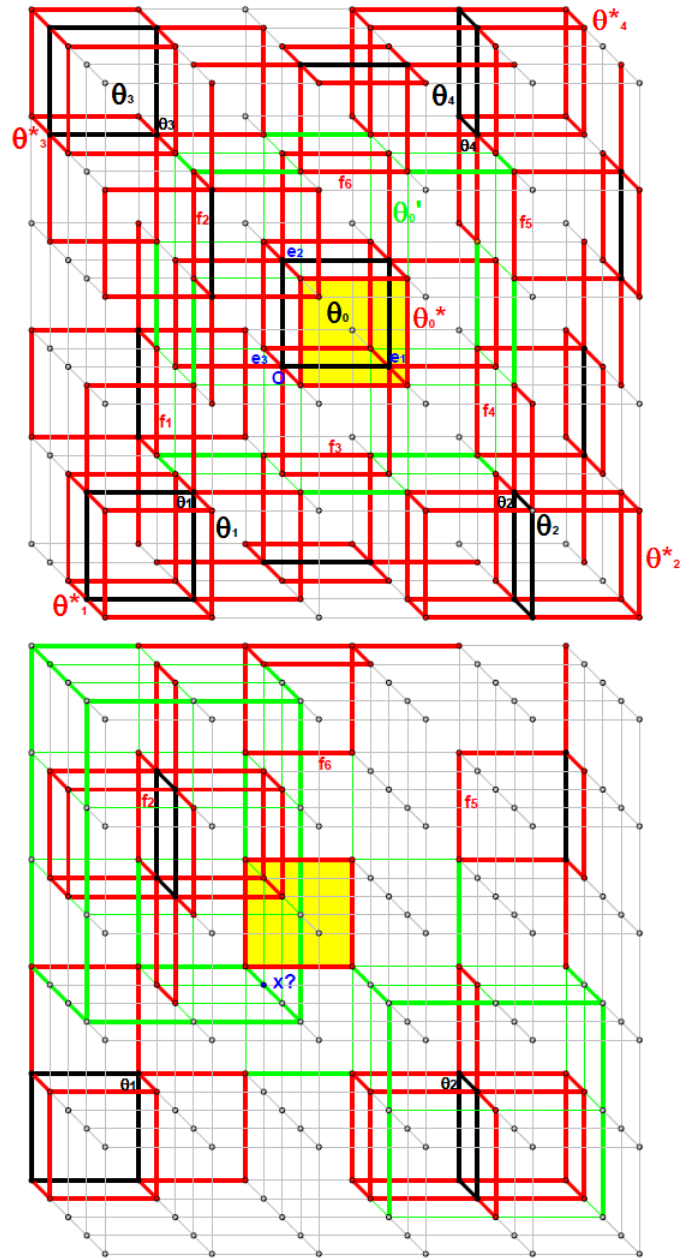 θ*₄
θ₃ θ₄
θ₃ θ₄
θ*₃
f₆
f₂ θ₀' f₅
e₂
θ₀ θ₀*
e₃ e₁
O
f₁ f₄
f₃
θ₁ θ₂
θ₁ θ₂
θ*₂
θ*₁
f₆
f₂ f₅
x?
θ₁ θ₂